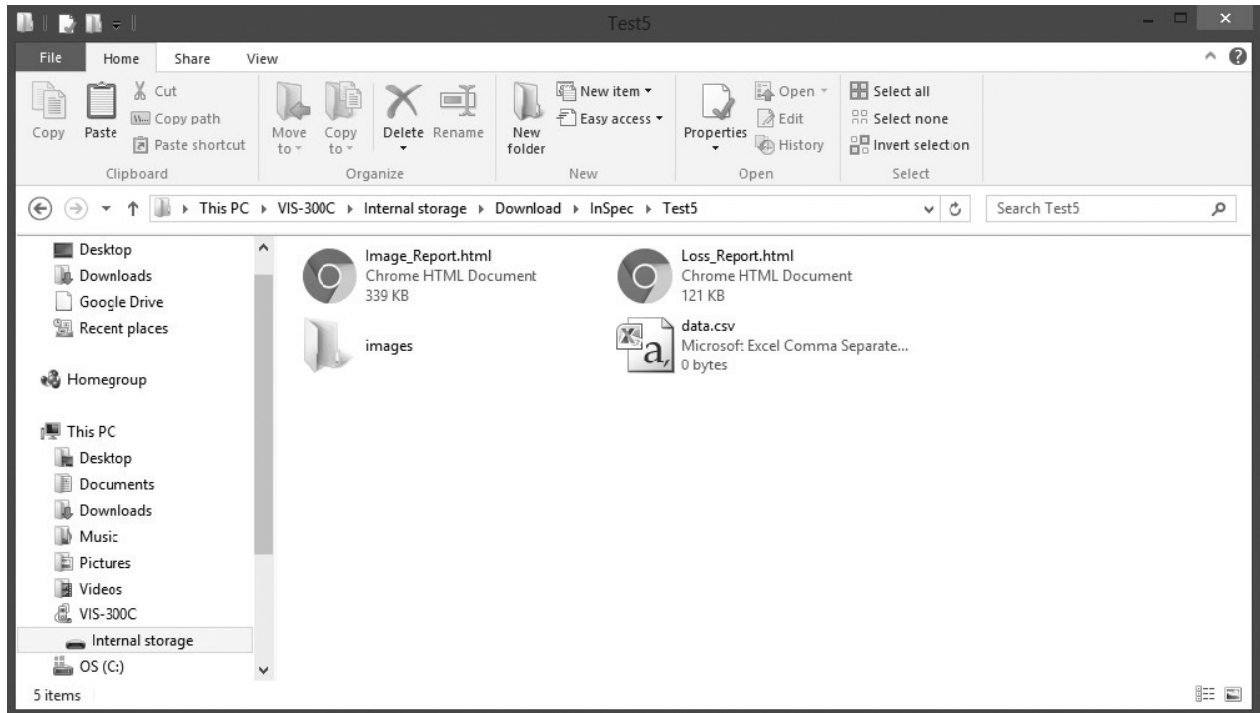 Test5
File Home Share View
Copy
Paste
Cut
Copy path
Paste shortcut
Clipboard
Move to
Copy to
Delete
Rename
Organize
New folder
New item
Easy access
New
Properties
Open
Edit
History
Open
Select all
Select none
Invert selection
Select
This PC VIS-300C Internal storage Download InSpec Test5
Search Test5
Desktop
Downloads
Google Drive
Recent places
Homegroup
This PC
Desktop
Documents
Downloads
Music
Pictures
Videos
VIS-300C
Internal storage
OS (C:)
Image_Report.html
Chrome HTML Document
339 KB
Loss_Report.html
Chrome HTML Document
121 KB
images
data.csv
Microsoft Excel Comma Separate...
0 bytes
a,
5 items